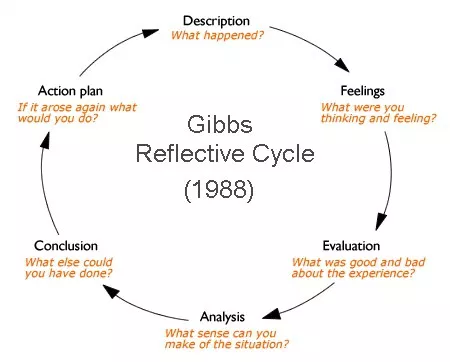 Description
What happened?
Feelings
What were you
thinking and feeling?
Evaluation
What was good and bad
about the experience?
Analysis
What sense can you
make of the situation?
Conclusion
What else could
you have done?
Action plan
If it arose again what
would you do?
Gibbs
Reflective Cycle
(1988)